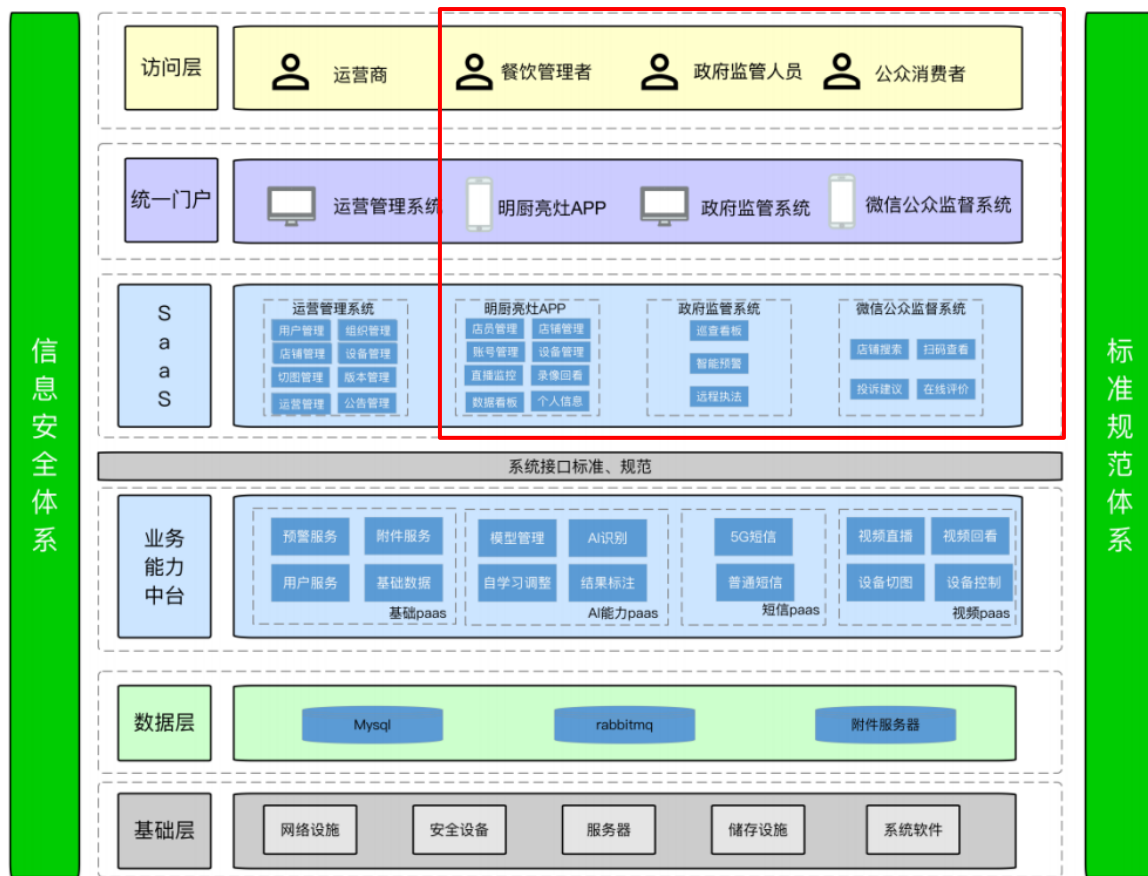 信息安全体系
标准规范体系
访问层
运营商
餐饮管理者
政府监管人员
公众消费者
统一门户
运营管理系统
明厨亮灶APP
政府监管系统
微信公众监督系统
SaaS
运营管理系统
用户管理 组织管理
店铺管理 设备管理
切图管理 版本管理
运营管理 公告管理
明厨亮灶APP
店员管理 店铺管理
账号管理 设备管理
直播监控 录像回看
数据看板 个人信息
政府监管系统
巡查看板
智能预警
远程执法
微信公众监督系统
店铺搜索 扫码查看
投诉建议 在线评价
系统接口标准、规范
业务
能力
中台
预警服务 附件服务
用户服务 基础数据
基础paas
模型管理 AI识别
自学习调整 结果标注
AI能力paas
5G短信
普通短信
短信paas
视频直播 视频回看
设备切图 设备控制
视频paas
数据层
Mysql
rabbitmq
附件服务器
基础层
网络设施
安全设备
服务器
储存设施
系统软件